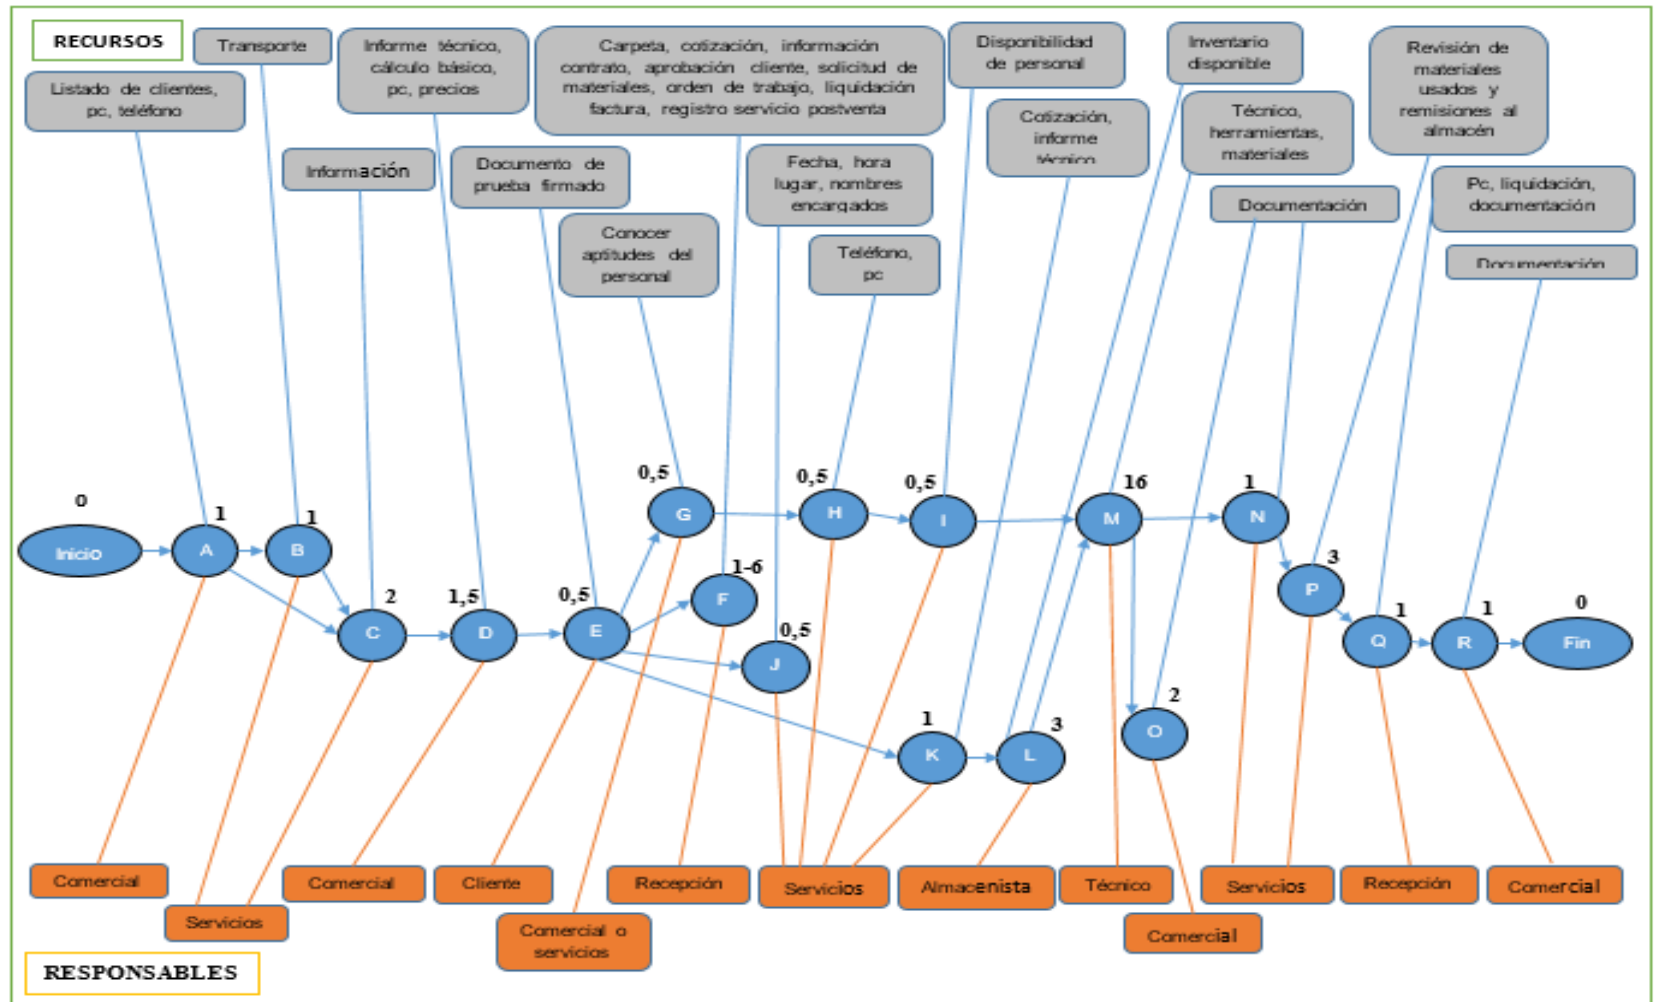 RECURSOS
Listado de clientes,
pc, teléfono
Transporte
Informe técnico,
cálculo básico,
pc, precios
Información
Documento de
prueba firmado
Carpeta, cotización, información
contrato, aprobación cliente, solicitud de
materiales, orden de trabajo, liquidación
factura, registro servicio postventa
Conocer
aptitudes del
personal
Fecha, hora
lugar, nombres
encargados
Teléfono,
pc
Disponibilidad
de personal
Cotización,
informe
técnico
Inventario
disponible
Técnico,
herramientas,
materiales
Documentación
Revisión de
materiales
usados y
remisiones al
almacén
Pc, liquidación,
documentación
Documentación
0
Inicio
1
A
1
B
2
C
1,5
D
0,5
E
0,5
G
1-6
F
0,5
J
0,5
H
0,5
I
1
K
3
L
16
M
1
N
2
O
3
P
1
Q
1
R
0
Fin
Comercial
Servicios
Comercial
Cliente
Comercial o
servicios
Recepción
Servicios
Almacenista
Técnico
Comercial
Servicios
Recepción
Comercial
RESPONSABLES